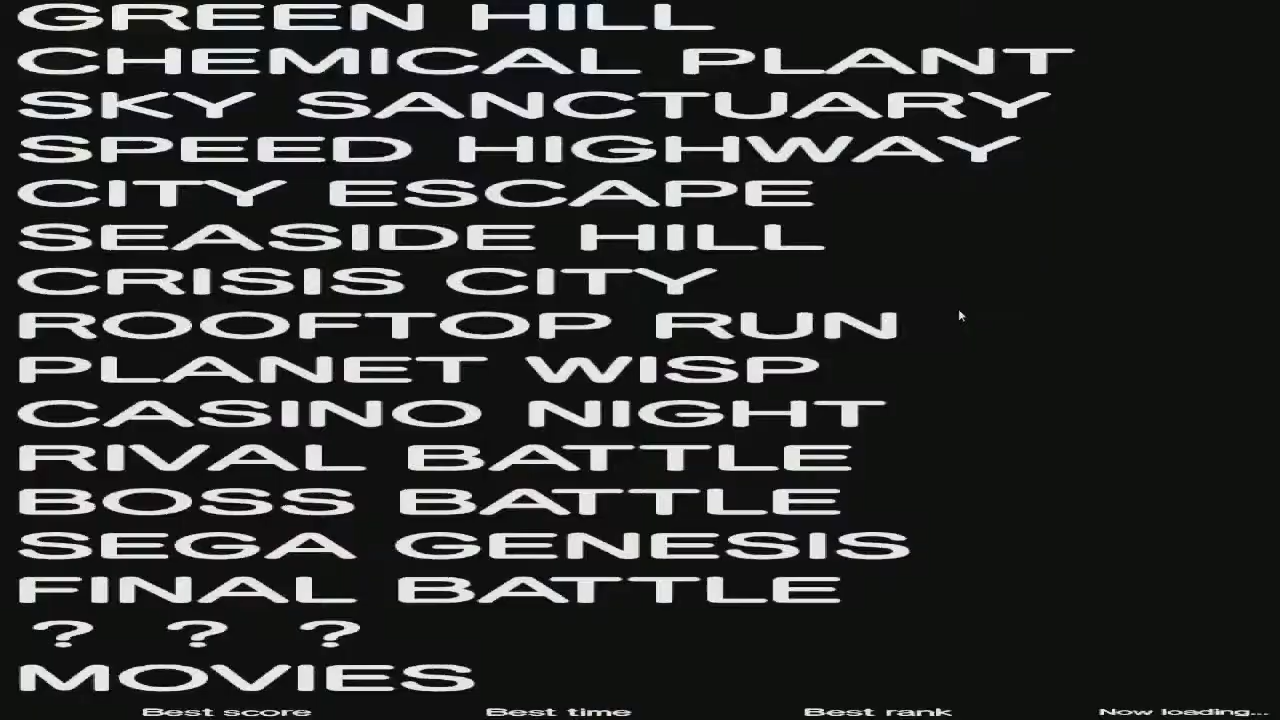 GREEN HILL
CHEMICAL PLANT
SKY SANCTUARY
SPEED HIGHWAY
CITY ESCAPE
SEASIDE HILL
CRISIS CITY
ROOFTOP RUN
PLANET WISP
CASINO NIGHT
RIVAL BATTLE
BOSS BATTLE
SEGA GENESIS
FINAL BATTLE
? ? ?
MOVIES
Best score Best time Best rank Now loading...